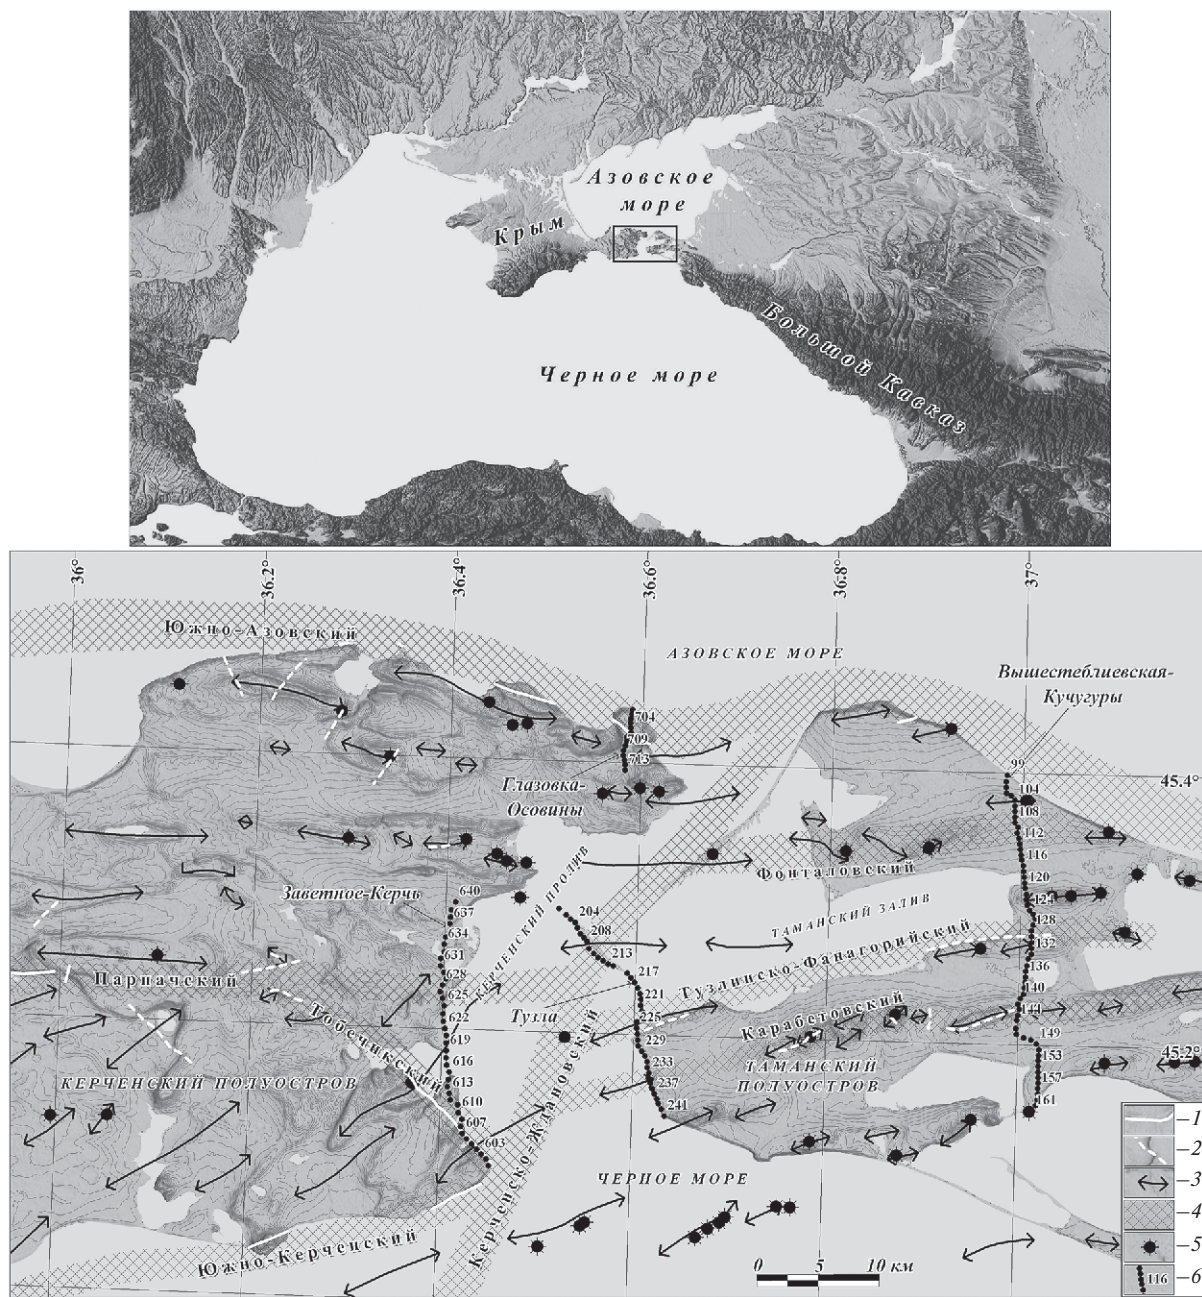 Азовское
море
Крым
Большой Кавказ
Черное море
36°
36.2°
36.4°
36.6°
36.8°
37°
Южно-Азовский
АЗОВСКОЕ МОРЕ
Вышестеблиевская-
Кучугуры
704
709
713
99
45.4°
104
108
Глазовка-
Осовины
112
116
Фонталовский
120
124
Заветное-Керчь
640
637
634
631
628
625
622
619
616
613
610
607
603
КЕРЧЕНСКИЙ ПРОЛИВ
204
208
213
217
221
225
229
233
237
241
ТАМАНСКИЙ ЗАЛИВ
128
132
136
140
144
149
153
157
161
Парпачский
Тузлинско-Фанагорийский
Тобечикский
Тузла
Карабетовский
45.2°
КЕРЧЕНСКИЙ ПОЛУОСТРОВ
ТАМАНСКИЙ
ПОЛУОСТРОВ
Керченско-Ждановский
ЧЕРНОЕ МОРЕ
Южно-Керченский
0 5 10 км
–1
–2
–3
–4
–5
116 –6